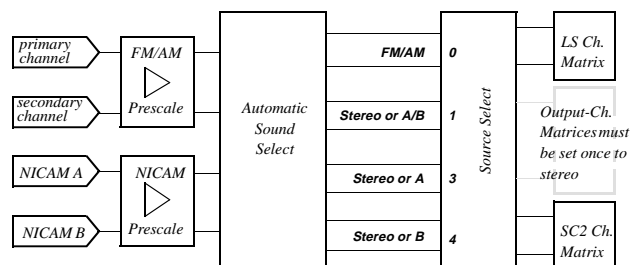 primary
channel
secondary
channel
NICAM A
NICAM B
FM/AM
Prescale
NICAM
Prescale
Automatic
Sound
Select
FM/AM
0
Stereo or A/B
1
Stereo or A
3
Stereo or B
4
Source Select
LS Ch.
Matrix
Output-Ch.
Matrices must
be set once to
stereo
SC2 Ch.
Matrix